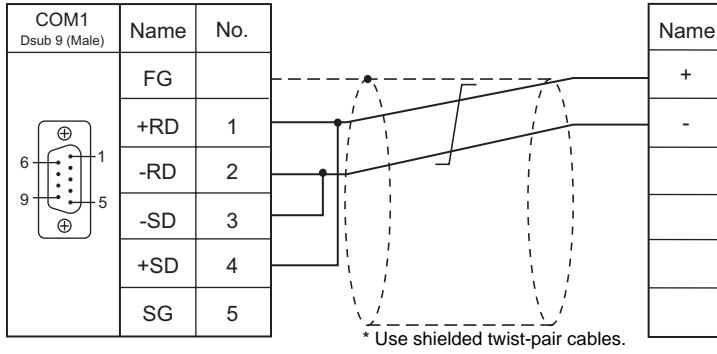 COM1
Dsub 9 (Male)
Name
No.
Name
FG
+
+RD
1
-
-RD
2
-SD
3
+SD
4
SG
5
6
1
9
5
* Use shielded twist-pair cables.